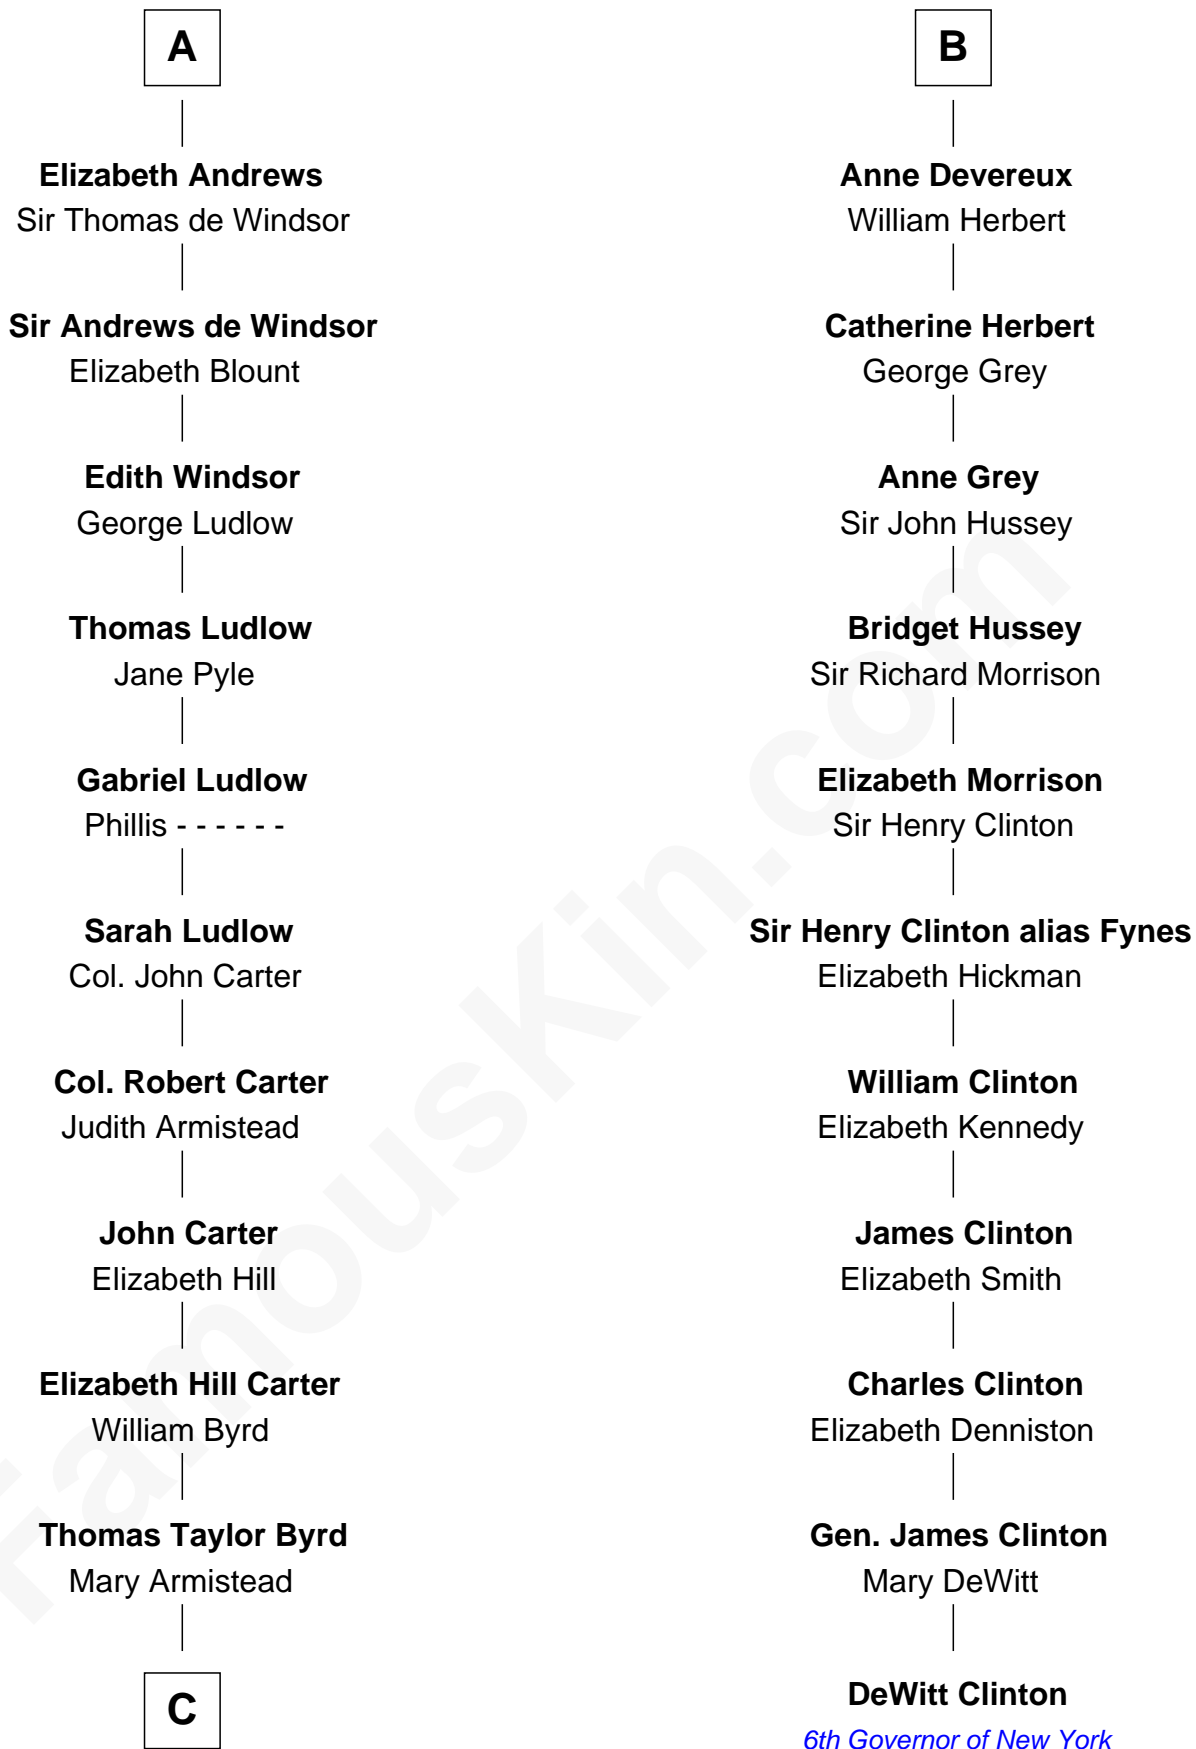 A
Elizabeth Andrews
Sir Thomas de Windsor
Sir Andrews de Windsor
Elizabeth Blount
Edith Windsor
George Ludlow
Thomas Ludlow
Jane Pyle
Gabriel Ludlow
Phillis - - - - - -
Sarah Ludlow
Col. John Carter
Col. Robert Carter
Judith Armistead
John Carter
Elizabeth Hill
Elizabeth Hill Carter
William Byrd
Thomas Taylor Byrd
Mary Armistead
C
B
Anne Devereux
William Herbert
Catherine Herbert
George Grey
Anne Grey
Sir John Hussey
Bridget Hussey
Sir Richard Morrison
Elizabeth Morrison
Sir Henry Clinton
Sir Henry Clinton alias Fynes
Elizabeth Hickman
William Clinton
Elizabeth Kennedy
James Clinton
Elizabeth Smith
Charles Clinton
Elizabeth Denniston
Gen. James Clinton
Mary DeWitt
DeWitt Clinton
6th Governor of New York
FamousKin.com